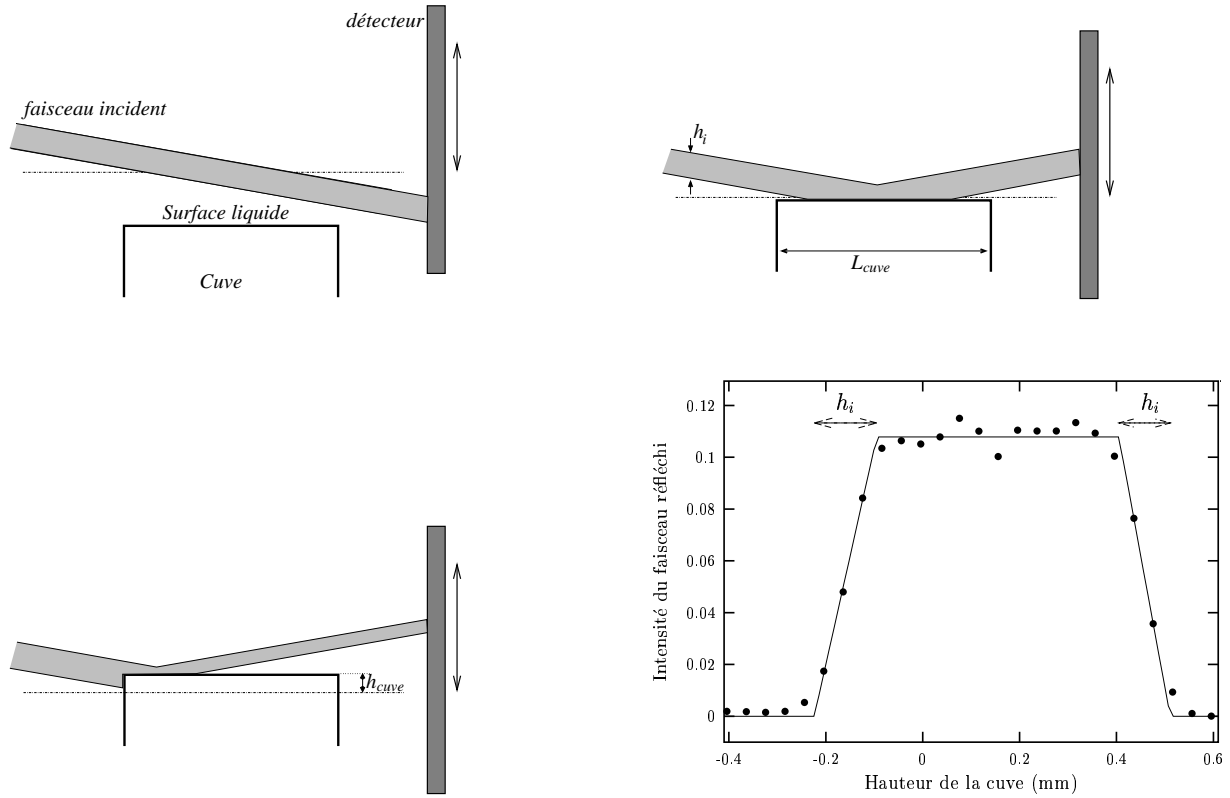 détecteur
faisceau incident
Surface liquide
Cuve
h_i
L_cuve
h_cuve
h_i h_i
0.12
0.1
0.08
0.06
0.04
0.02
0
Intensité du faisceau réfléchi
-0.4 -0.2 0 0.2 0.4 0.6
Hauteur de la cuve (mm)